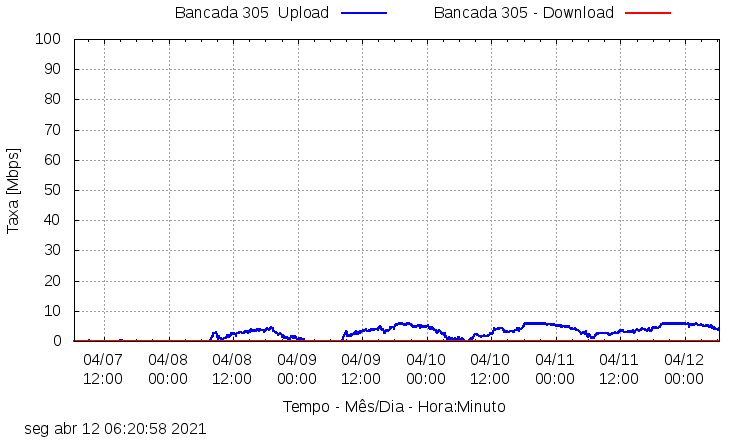 Bancada 305  Upload    Bancada 305 - Download
100
90
80
70
60
50
40
30
20
10
0
Taxa [Mbps]
04/07 04/08 04/08 04/09 04/09 04/10 04/10 04/11 04/11 04/12
12:00 00:00 12:00 00:00 12:00 00:00 12:00 00:00 12:00 00:00
Tempo - Mês/Dia - Hora:Minuto
seg abr 12 06:20:58 2021